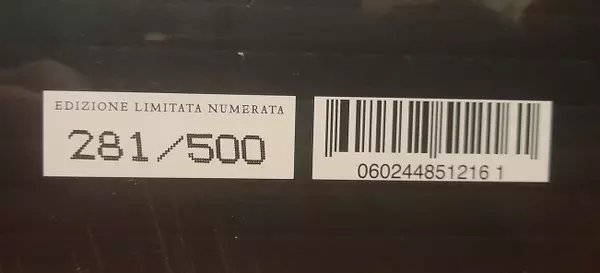 EDIZIONE LIMITATA NUMERATA
281/500
060244851216 1